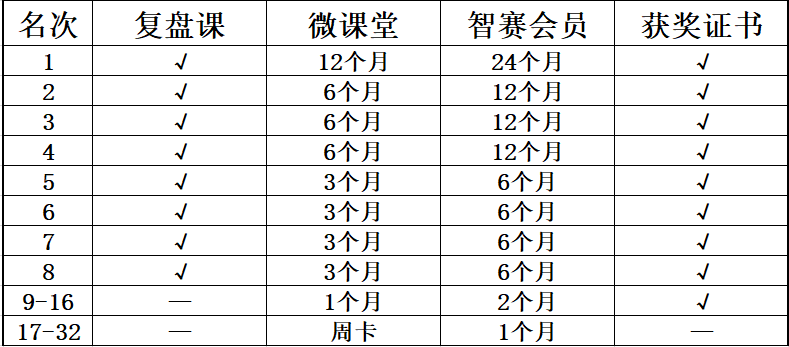 名次 复盘课 微课堂 智赛会员 获奖证书
1 √ 12个月 24个月 √
2 √ 6个月 12个月 √
3 √ 6个月 12个月 √
4 √ 6个月 12个月 √
5 √ 3个月 6个月 √
6 √ 3个月 6个月 √
7 √ 3个月 6个月 √
8 √ 3个月 6个月 √
9-16 — 1个月 2个月 √
17-32 — 周卡 1个月 —